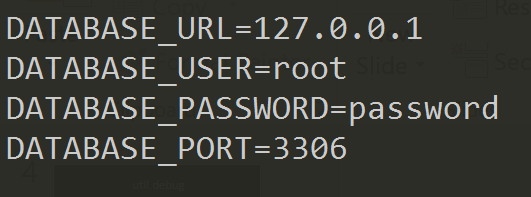 DATABASE_URL=127.0.0.1
DATABASE_USER=root
DATABASE_PASSWORD=password
DATABASE_PORT=3306